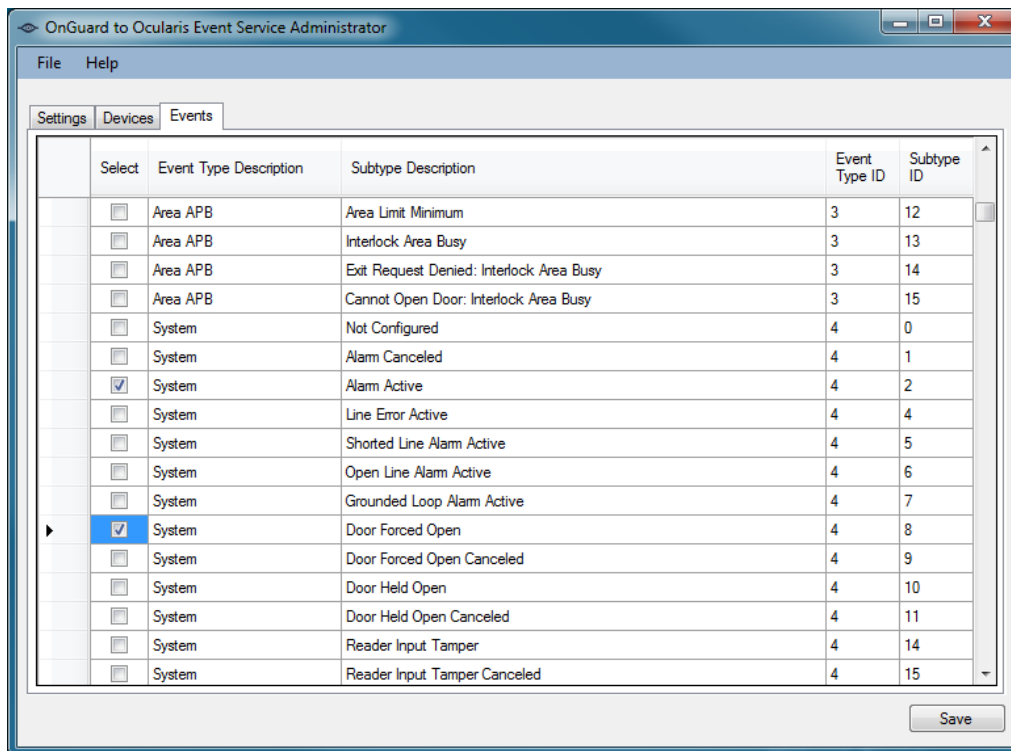 OnGuard to Ocularis Event Service Administrator
File Help
Settings Devices Events
Select Event Type Description Subtype Description Event Type ID Subtype ID
Area APB Area Limit Minimum 3 12
Area APB Interlock Area Busy 3 13
Area APB Exit Request Denied: Interlock Area Busy 3 14
Area APB Cannot Open Door: Interlock Area Busy 3 15
System Not Configured 4 0
System Alarm Canceled 4 1
System Alarm Active 4 2
System Line Error Active 4 4
System Shorted Line Alarm Active 4 5
System Open Line Alarm Active 4 6
System Grounded Loop Alarm Active 4 7
System Door Forced Open 4 8
System Door Forced Open Canceled 4 9
System Door Held Open 4 10
System Door Held Open Canceled 4 11
System Reader Input Tamper 4 14
System Reader Input Tamper Canceled 4 15
Save